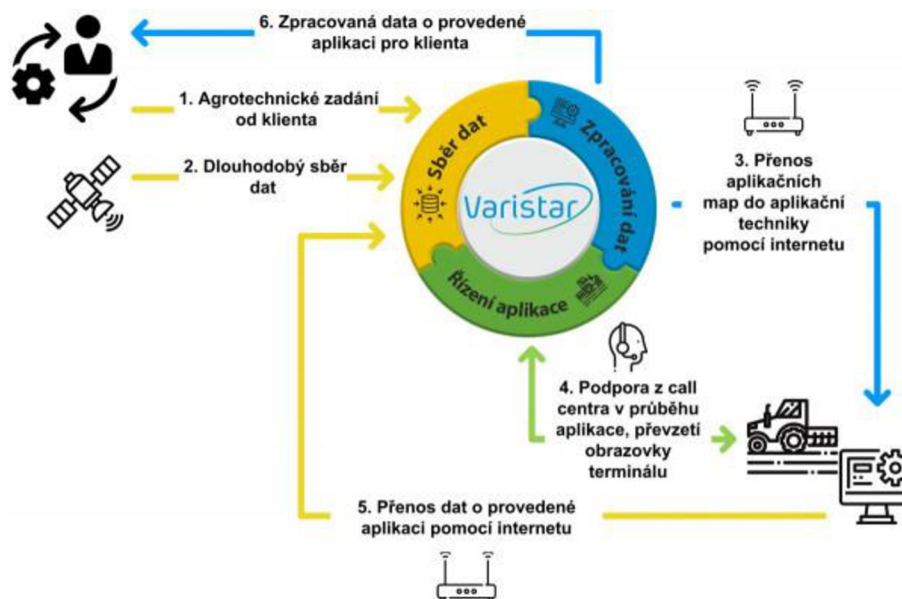 6. Zpracovaná data o provedené
aplikaci pro klienta
1. Agrotechnické zadání
od klienta
2. Dlouhodobý sběr
dat
Sběr dat
Zpracování dat
Řízení aplikace
Varistar
3. Přenos
aplikačních
map do aplikační
techniky
pomocí internetu
4. Podpora z call
centra v průběhu
aplikace, převzetí
obrazovky
terminálu
5. Přenos dat o provedené
aplikaci pomocí internetu